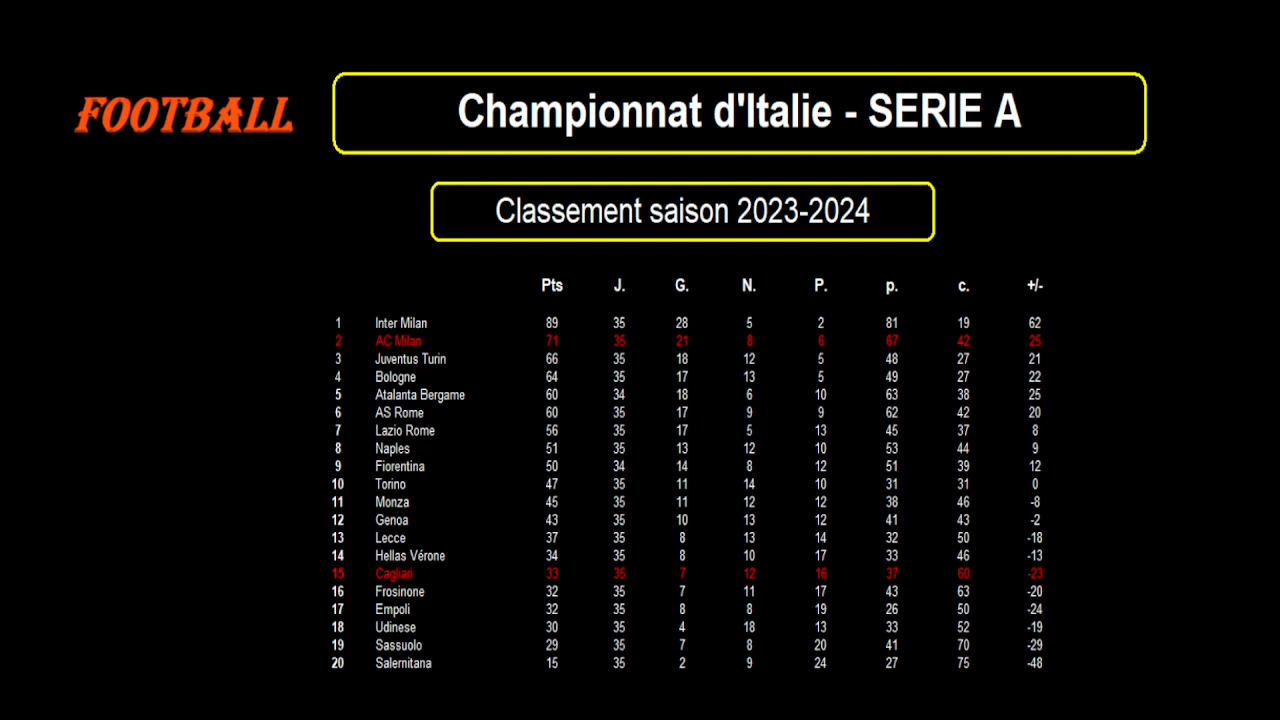 FOOTBALL
Championnat d'Italie - SERIE A
Classement saison 2023-2024
Pts J. G. N. P. p. c. +/-
1 Inter Milan 89 35 28 5 2 81 19 62
2 AC Milan 71 35 21 8 6 67 42 25
3 Juventus Turin 66 35 18 12 5 48 27 21
4 Bologne 64 35 17 13 5 49 27 22
5 Atalanta Bergame 60 34 18 6 10 63 38 25
6 AS Rome 60 35 17 9 9 62 42 20
7 Lazio Rome 56 35 17 5 13 45 37 8
8 Naples 51 35 13 12 10 53 44 9
9 Fiorentina 50 34 14 8 12 51 39 12
10 Torino 47 35 11 14 10 31 31 0
11 Monza 45 35 11 12 12 38 46 -8
12 Genoa 43 35 10 13 12 41 43 -2
13 Lecce 37 35 8 13 14 32 50 -18
14 Hellas Vérone 34 35 8 10 17 33 46 -13
15 Cagliari 33 35 7 12 16 37 60 -23
16 Frosinone 32 35 7 11 17 43 63 -20
17 Empoli 32 35 8 8 19 26 50 -24
18 Udinese 30 35 4 18 13 33 52 -19
19 Sassuolo 29 35 7 8 20 41 70 -29
20 Salernitana 15 35 2 9 24 27 75 -48